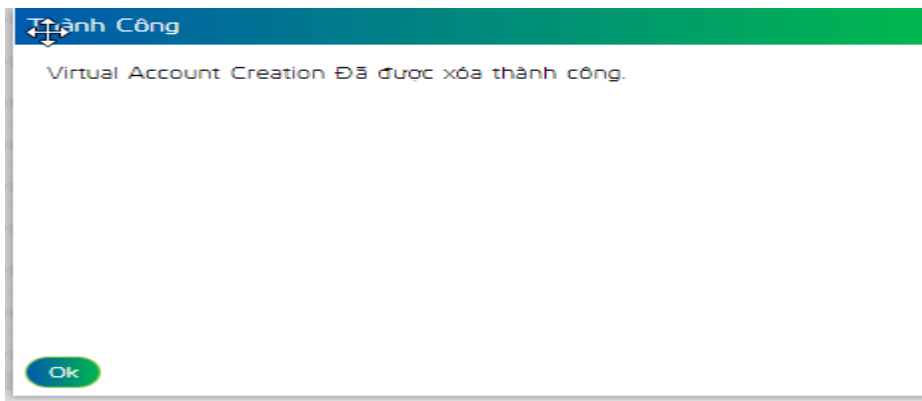 Thành Công
Virtual Account Creation Đã được xóa thành công.
Ok